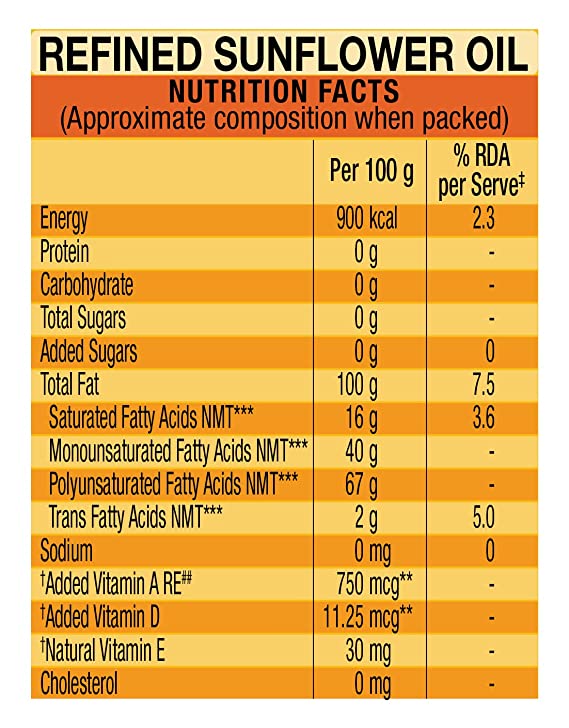 REFINED SUNFLOWER OIL
NUTRITION FACTS
(Approximate composition when packed)
Per 100 g % RDA per Serve‡
Energy 900 kcal 2.3
Protein 0 g -
Carbohydrate 0 g -
Total Sugars 0 g -
Added Sugars 0 g 0
Total Fat 100 g 7.5
Saturated Fatty Acids NMT*** 16 g 3.6
Monounsaturated Fatty Acids NMT*** 40 g -
Polyunsaturated Fatty Acids NMT*** 67 g -
Trans Fatty Acids NMT*** 2 g 5.0
Sodium 0 mg 0
†Added Vitamin A RE## 750 mcg** -
†Added Vitamin D 11.25 mcg** -
†Natural Vitamin E 30 mg -
Cholesterol 0 mg -